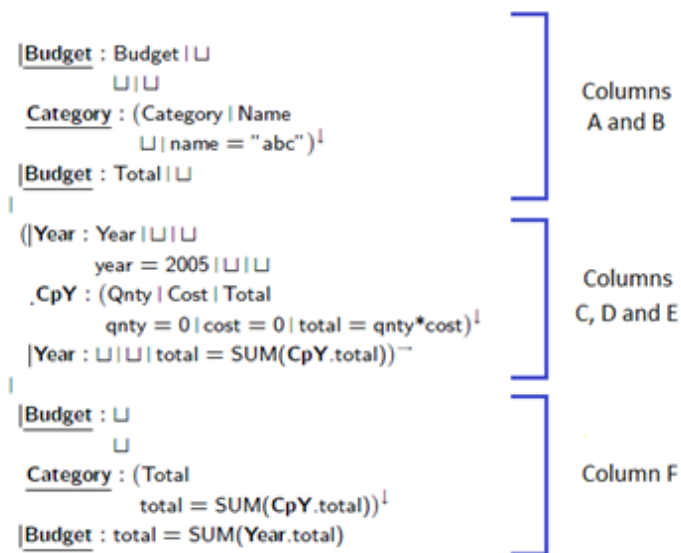 |Budget : Budget | ⊔
⊔ | ⊔
Category : (Category | Name
⊔ | name = "abc")↓
|Budget : Total | ⊔
|
(|Year : Year | ⊔ | ⊔
year = 2005 | ⊔ | ⊔
.CpY : (Qnty | Cost | Total
qnty = 0 | cost = 0 | total = qnty*cost)↓
|Year : ⊔ | ⊔ | total = SUM(CpY.total))→
|
|Budget : ⊔
⊔
Category : (Total
total = SUM(CpY.total))↓
|Budget : total = SUM(Year.total)
Columns
A and B
Columns
C, D and E
Column F